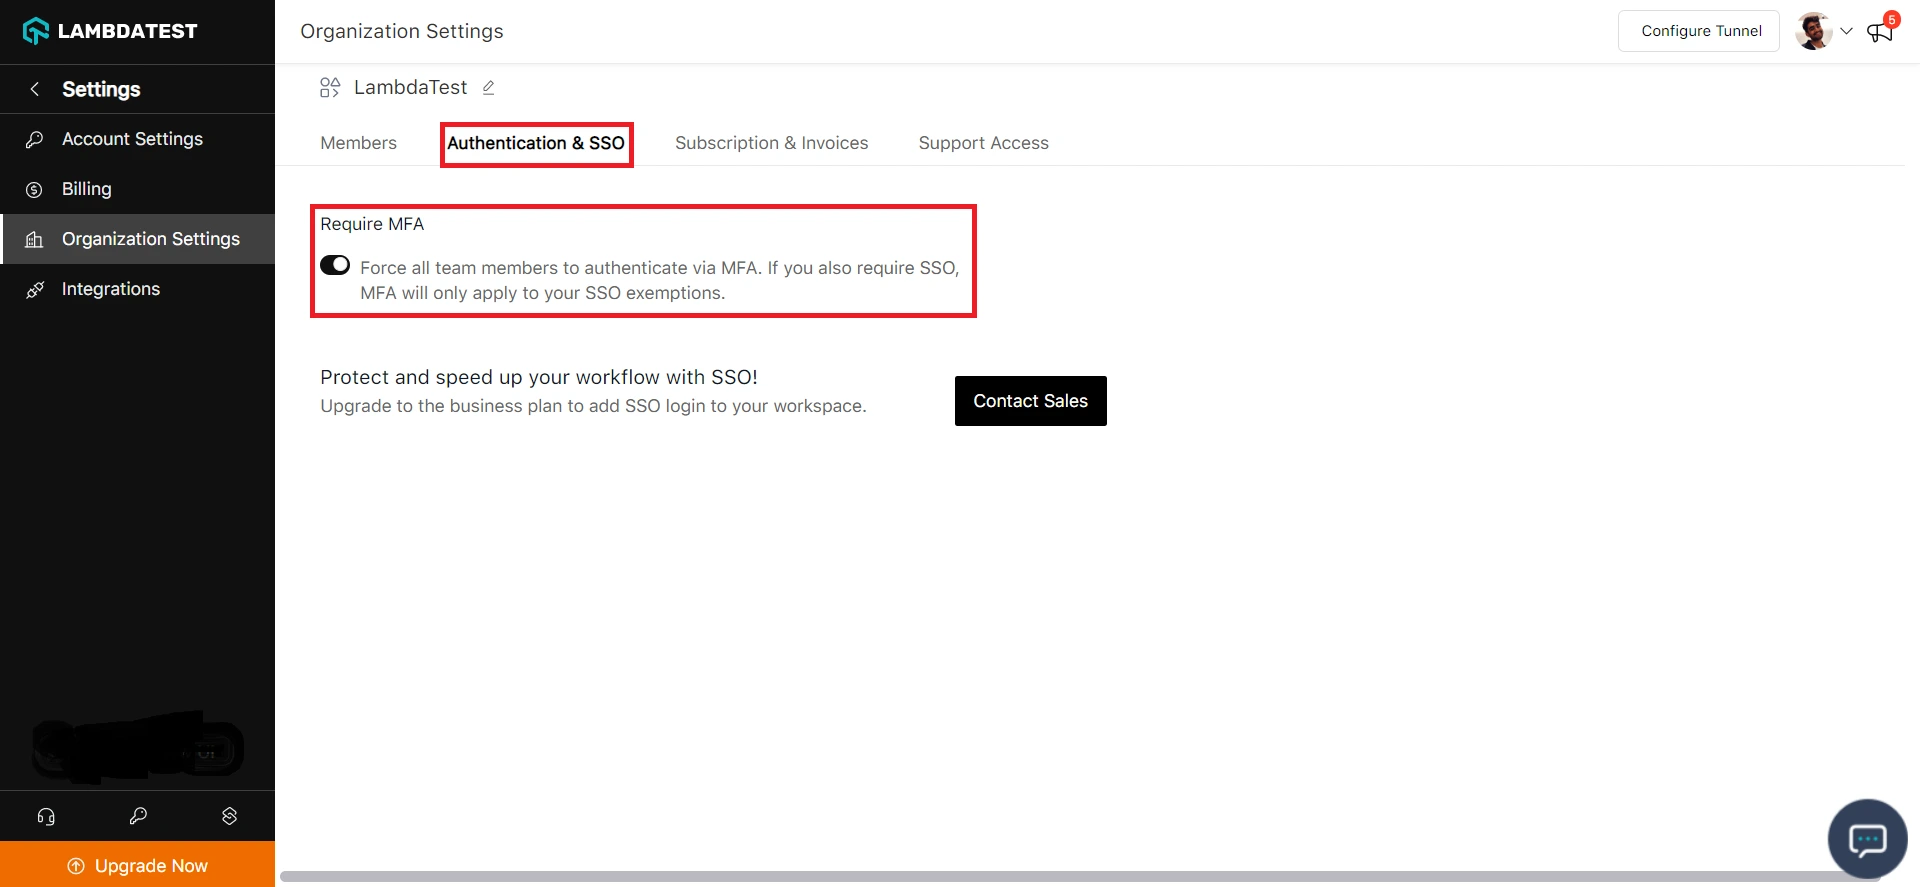 LAMBDATEST
Settings
Account Settings
Billing
Organization Settings
Integrations
Upgrade Now
Organization Settings
Configure Tunnel
5
LambdaTest
Members
Authentication & SSO
Subscription & Invoices
Support Access
Require MFA
Force all team members to authenticate via MFA. If you also require SSO,
MFA will only apply to your SSO exemptions.
Protect and speed up your workflow with SSO!
Upgrade to the business plan to add SSO login to your workspace.
Contact Sales